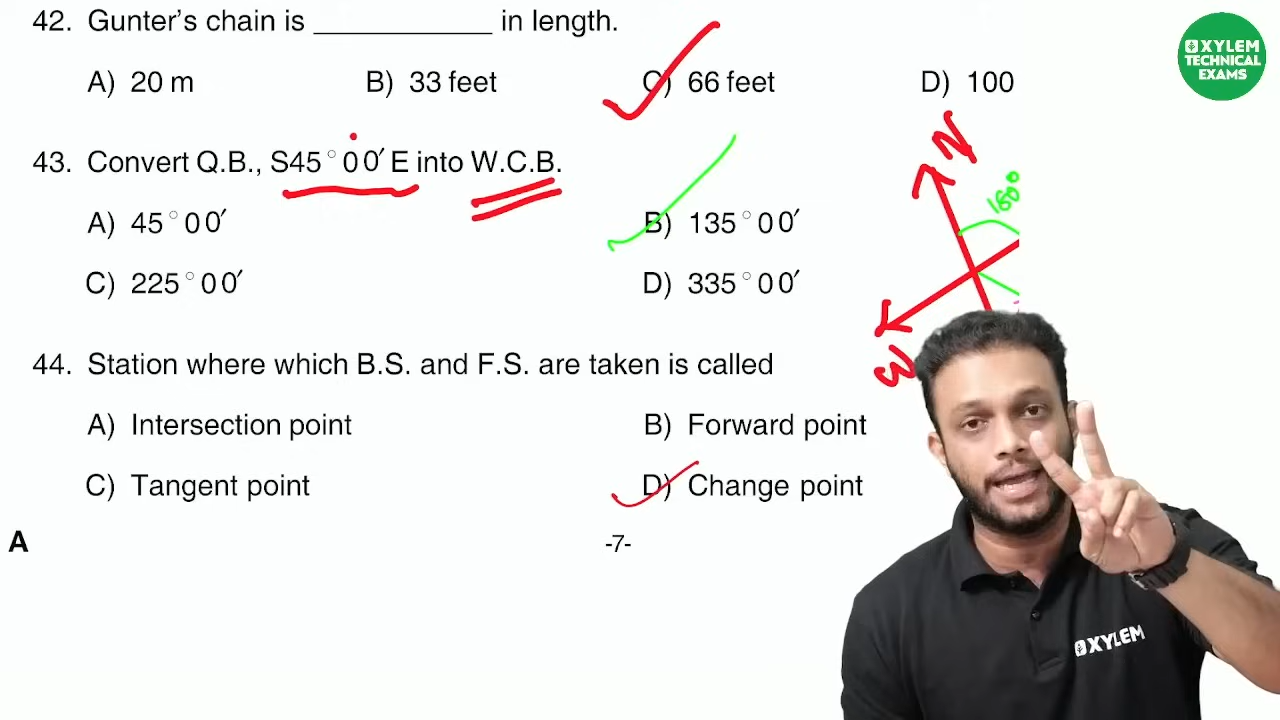 42. Gunter's chain is ____________ in length.
A) 20 m B) 33 feet C) 66 feet D) 100
43. Convert Q.B., S45°00′E into W.C.B.
A) 45°00′ B) 135°00′
C) 225°00′ D) 335°00′
44. Station where which B.S. and F.S. are taken is called
A) Intersection point B) Forward point
C) Tangent point D) Change point
A -7-
XYLEM
TECHNICAL
EXAMS
N
W
XYLEM